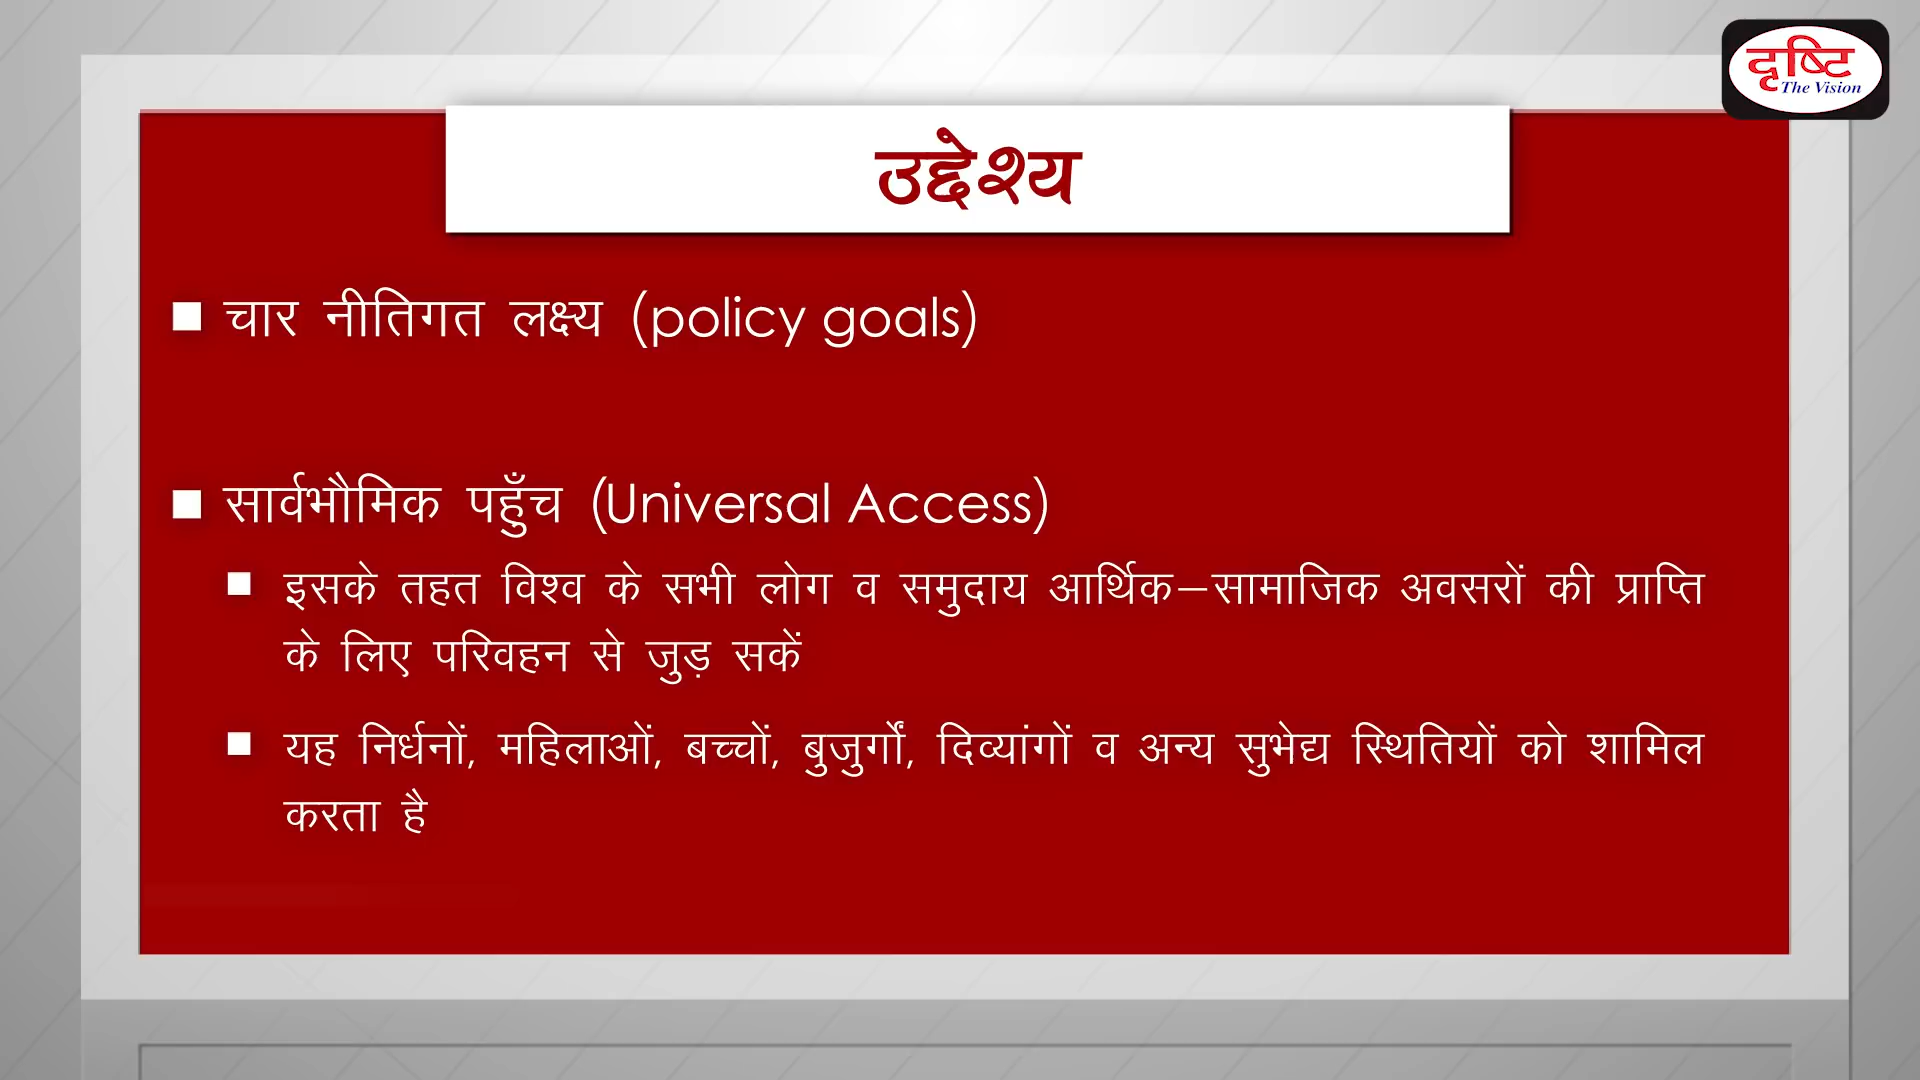 दृष्टि
The Vision
उद्देश्य
■ चार नीतिगत लक्ष्य (policy goals)
■ सार्वभौमिक पहुँच (Universal Access)
■ इसके तहत विश्व के सभी लोग व समुदाय आर्थिक–सामाजिक अवसरों की प्राप्ति
के लिए परिवहन से जुड़ सकें
■ यह निर्धनों, महिलाओं, बच्चों, बुजुर्गों, दिव्यांगों व अन्य सुभेद्य स्थितियों को शामिल
करता है